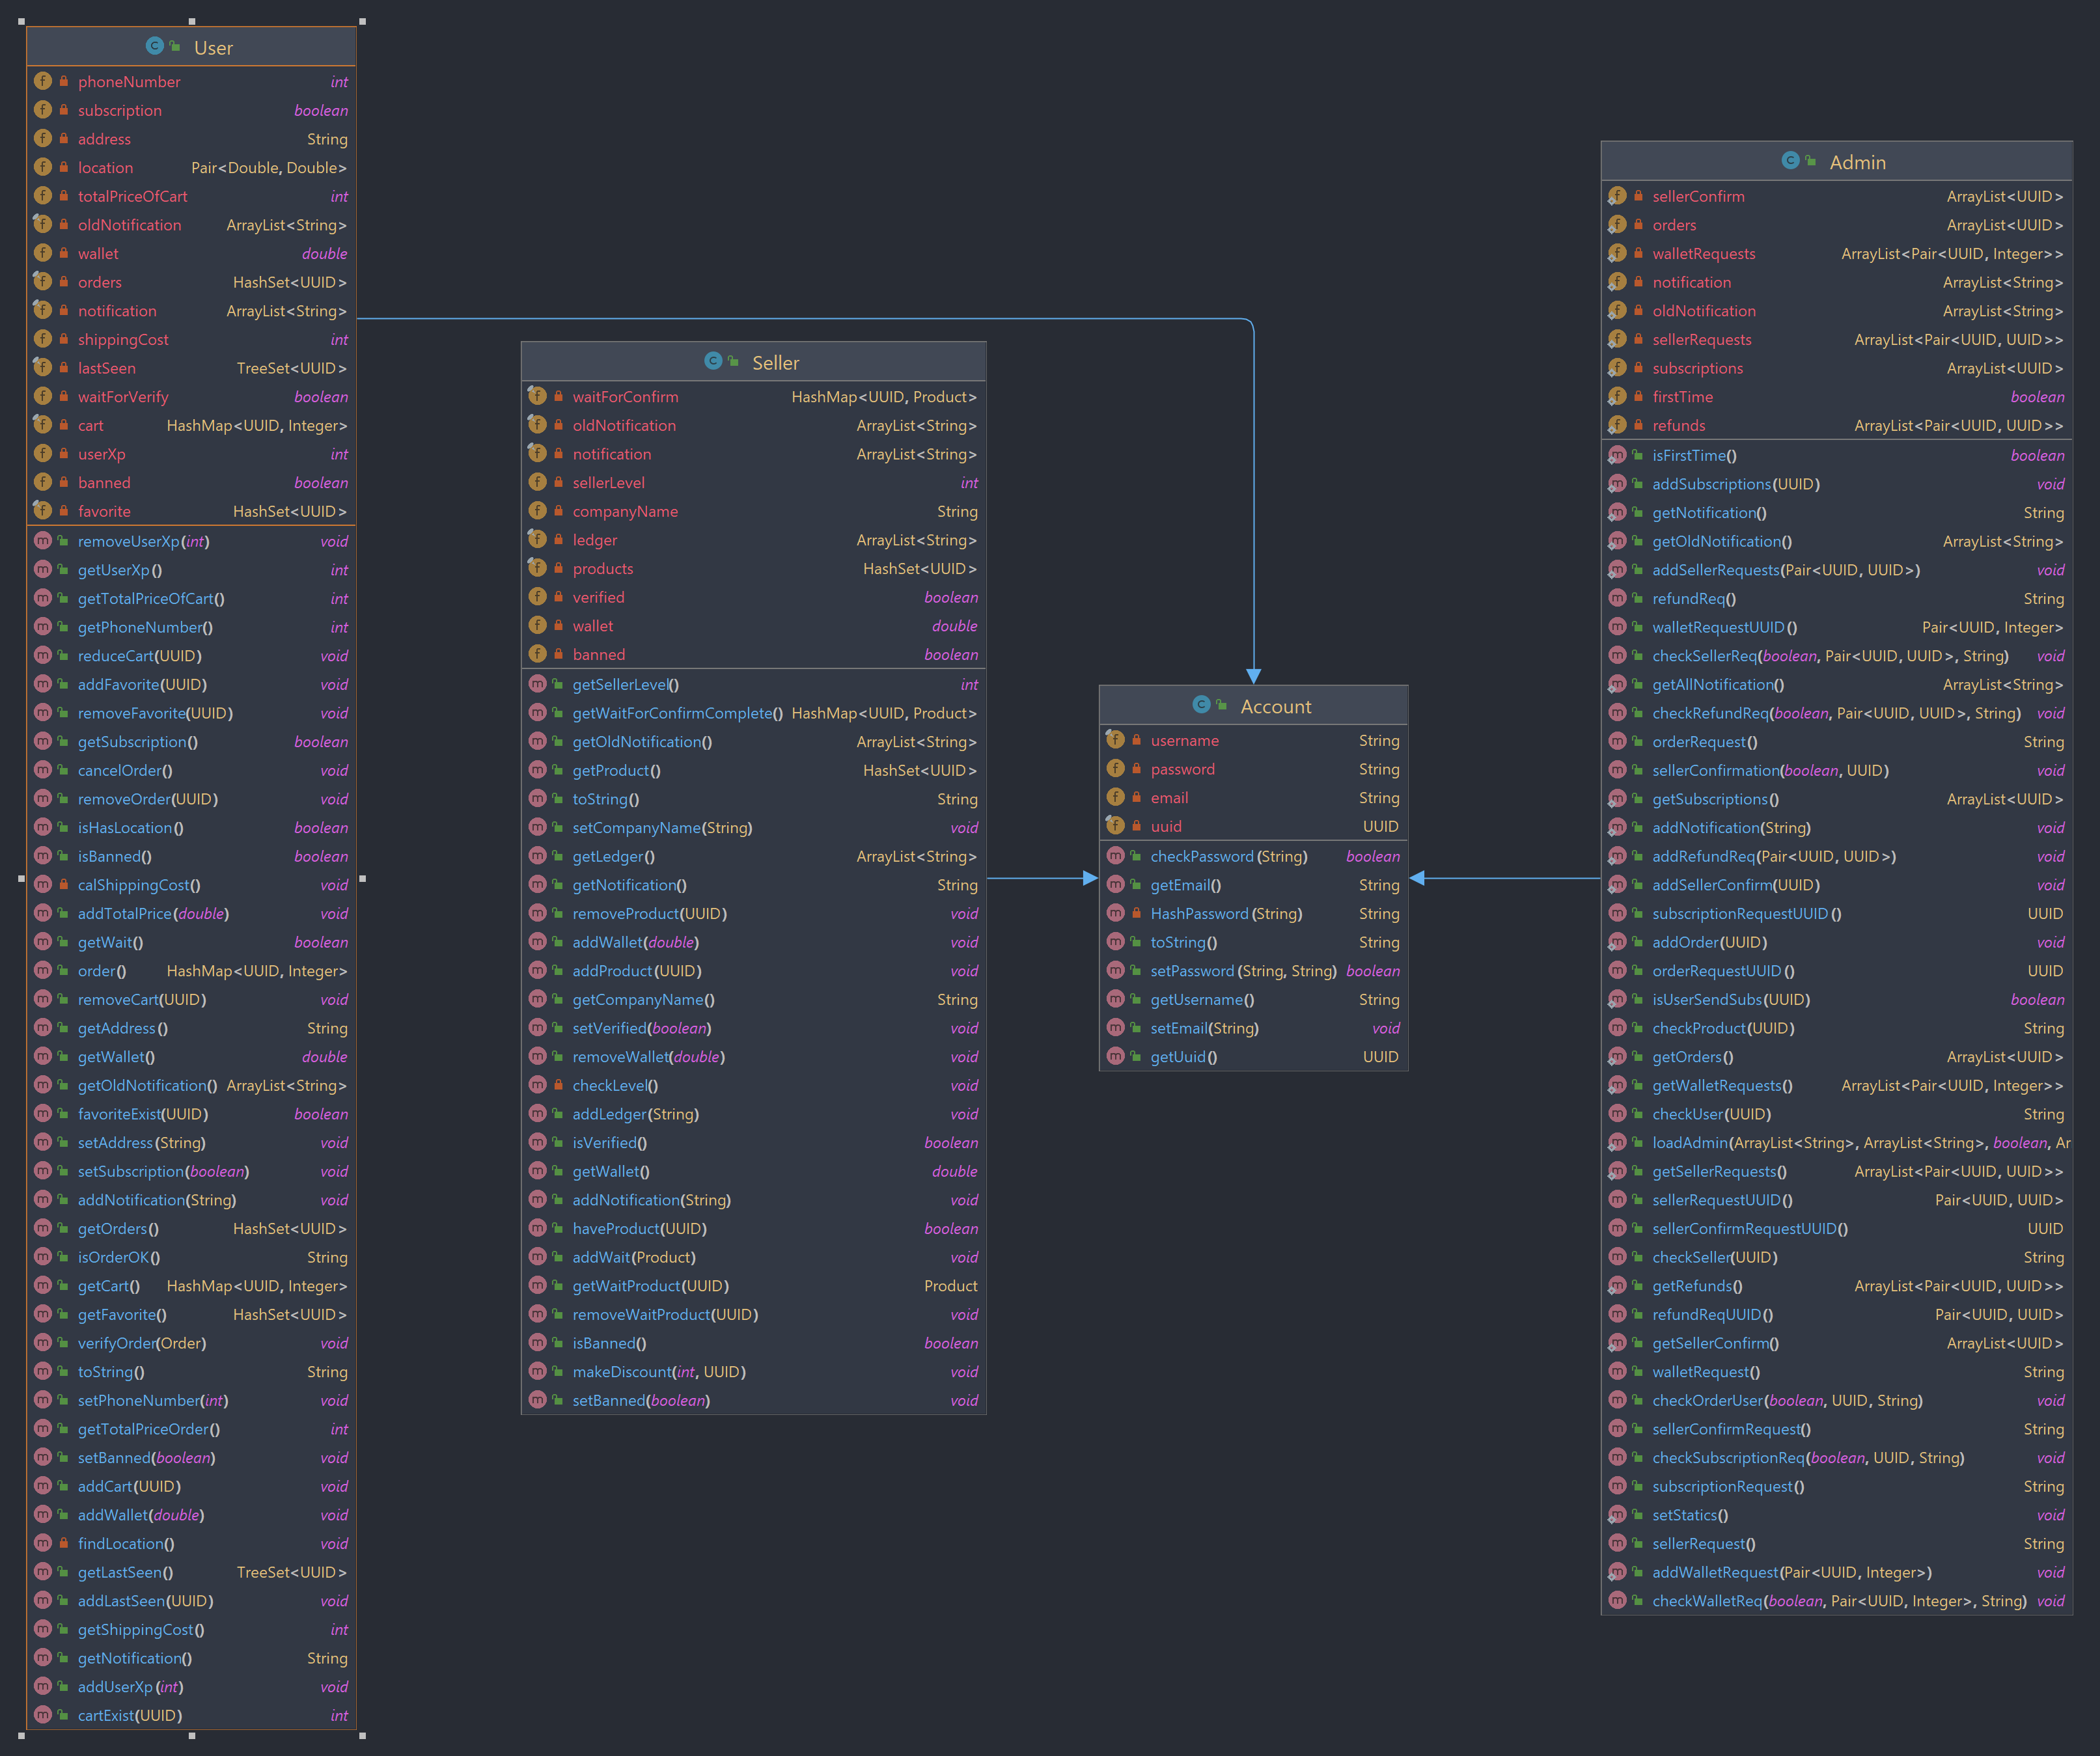 User
phoneNumber int
subscription boolean
address String
location Pair<Double, Double>
totalPriceOfCart int
oldNotification ArrayList<String>
wallet double
orders HashSet<UUID>
notification ArrayList<String>
shippingCost int
lastSeen TreeSet<UUID>
waitForVerify boolean
cart HashMap<UUID, Integer>
userXp int
banned boolean
favorite HashSet<UUID>
removeUserXp(int) void
getUserXp() int
getTotalPriceOfCart() int
getPhoneNumber() int
reduceCart(UUID) void
addFavorite(UUID) void
removeFavorite(UUID) void
getSubscription() boolean
cancelOrder() void
removeOrder(UUID) void
isHasLocation() boolean
isBanned() boolean
calShippingCost() void
addTotalPrice(double) void
getWait() boolean
order() HashMap<UUID, Integer>
removeCart(UUID) void
getAddress() String
getWallet() double
getOldNotification() ArrayList<String>
favoriteExist(UUID) boolean
setAddress(String) void
setSubscription(boolean) void
addNotification(String) void
getOrders() HashSet<UUID>
isOrderOK() String
getCart() HashMap<UUID, Integer>
getFavorite() HashSet<UUID>
verifyOrder(Order) void
toString() String
setPhoneNumber(int) void
getTotalPriceOrder() int
setBanned(boolean) void
addCart(UUID) void
addWallet(double) void
findLocation() void
getLastSeen() TreeSet<UUID>
addLastSeen(UUID) void
getShippingCost() int
getNotification() String
addUserXp(int) void
cartExist(UUID) int
Seller
waitForConfirm HashMap<UUID, Product>
oldNotification ArrayList<String>
notification ArrayList<String>
sellerLevel int
companyName String
ledger ArrayList<String>
products HashSet<UUID>
verified boolean
wallet double
banned boolean
getSellerLevel() int
getWaitForConfirmComplete() HashMap<UUID, Product>
getOldNotification() ArrayList<String>
getProduct() HashSet<UUID>
toString() String
setCompanyName(String) void
getLedger() ArrayList<String>
getNotification() String
removeProduct(UUID) void
addWallet(double) void
addProduct(UUID) void
getCompanyName() String
setVerified(boolean) void
removeWallet(double) void
checkLevel() void
addLedger(String) void
isVerified() boolean
getWallet() double
addNotification(String) void
haveProduct(UUID) boolean
addWait(Product) void
getWaitProduct(UUID) Product
removeWaitProduct(UUID) void
isBanned() boolean
makeDiscount(int, UUID) void
setBanned(boolean) void
Account
username String
password String
email String
uuid UUID
checkPassword(String) boolean
getEmail() String
HashPassword(String) String
toString() String
setPassword(String, String) boolean
getUsername() String
setEmail(String) void
getUuid() UUID
Admin
sellerConfirm ArrayList<UUID>
orders ArrayList<UUID>
walletRequests ArrayList<Pair<UUID, Integer>>
notification ArrayList<String>
oldNotification ArrayList<String>
sellerRequests ArrayList<Pair<UUID, UUID>>
subscriptions ArrayList<UUID>
firstTime boolean
refunds ArrayList<Pair<UUID, UUID>>
isFirstTime() boolean
addSubscriptions(UUID) void
getNotification() String
getOldNotification() ArrayList<String>
addSellerRequests(Pair<UUID, UUID>) void
refundReq() String
walletRequestUUID() Pair<UUID, Integer>
checkSellerReq(boolean, Pair<UUID, UUID>, String) void
getAllNotification() ArrayList<String>
checkRefundReq(boolean, Pair<UUID, UUID>, String) void
orderRequest() String
sellerConfirmation(boolean, UUID) void
getSubscriptions() ArrayList<UUID>
addNotification(String) void
addRefundReq(Pair<UUID, UUID>) void
addSellerConfirm(UUID) void
subscriptionRequestUUID() UUID
addOrder(UUID) void
orderRequestUUID() UUID
isUserSendSubs(UUID) boolean
checkProduct(UUID) String
getOrders() ArrayList<UUID>
getWalletRequests() ArrayList<Pair<UUID, Integer>>
checkUser(UUID) String
loadAdmin(ArrayList<String>, ArrayList<String>, boolean, Ar
getSellerRequests() ArrayList<Pair<UUID, UUID>>
sellerRequestUUID() Pair<UUID, UUID>
sellerConfirmRequestUUID() UUID
checkSeller(UUID) String
getRefunds() ArrayList<Pair<UUID, UUID>>
refundReqUUID() Pair<UUID, UUID>
getSellerConfirm() ArrayList<UUID>
walletRequest() String
checkOrderUser(boolean, UUID, String) void
sellerConfirmRequest() String
checkSubscriptionReq(boolean, UUID, String) void
subscriptionRequest() String
setStatics() void
sellerRequest() String
addWalletRequest(Pair<UUID, Integer>) void
checkWalletReq(boolean, Pair<UUID, Integer>, String) void